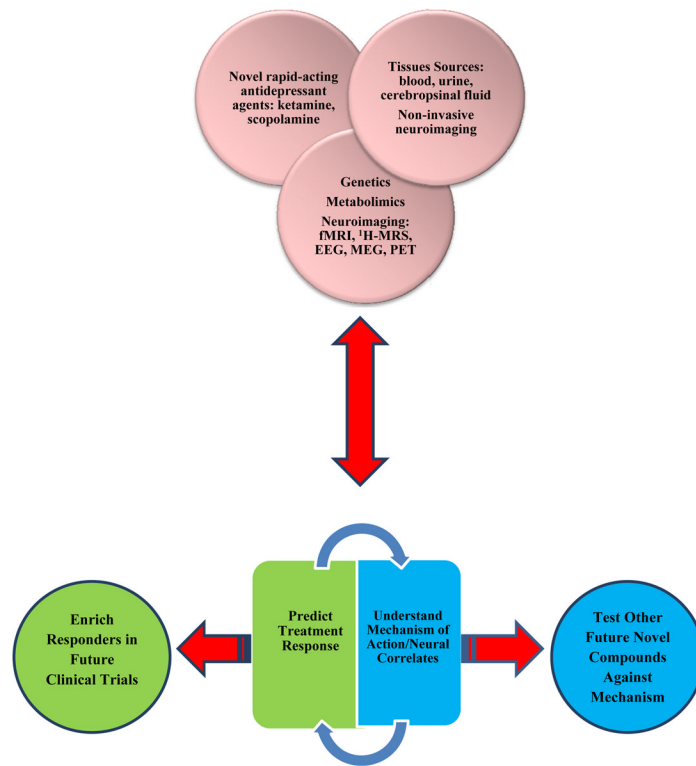 Novel rapid-acting
antidepressant
agents: ketamine,
scopolamine
Tissues Sources:
blood, urine,
cerebropsinal fluid
Non-invasive
neuroimaging
Genetics
Metabolimics
Neuroimaging:
fMRI, ¹H-MRS,
EEG, MEG, PET
Enrich
Responders in
Future
Clinical Trials
Predict
Treatment
Response
Understand
Mechanism of
Action/Neural
Correlates
Test Other
Future Novel
Compounds
Against
Mechanism